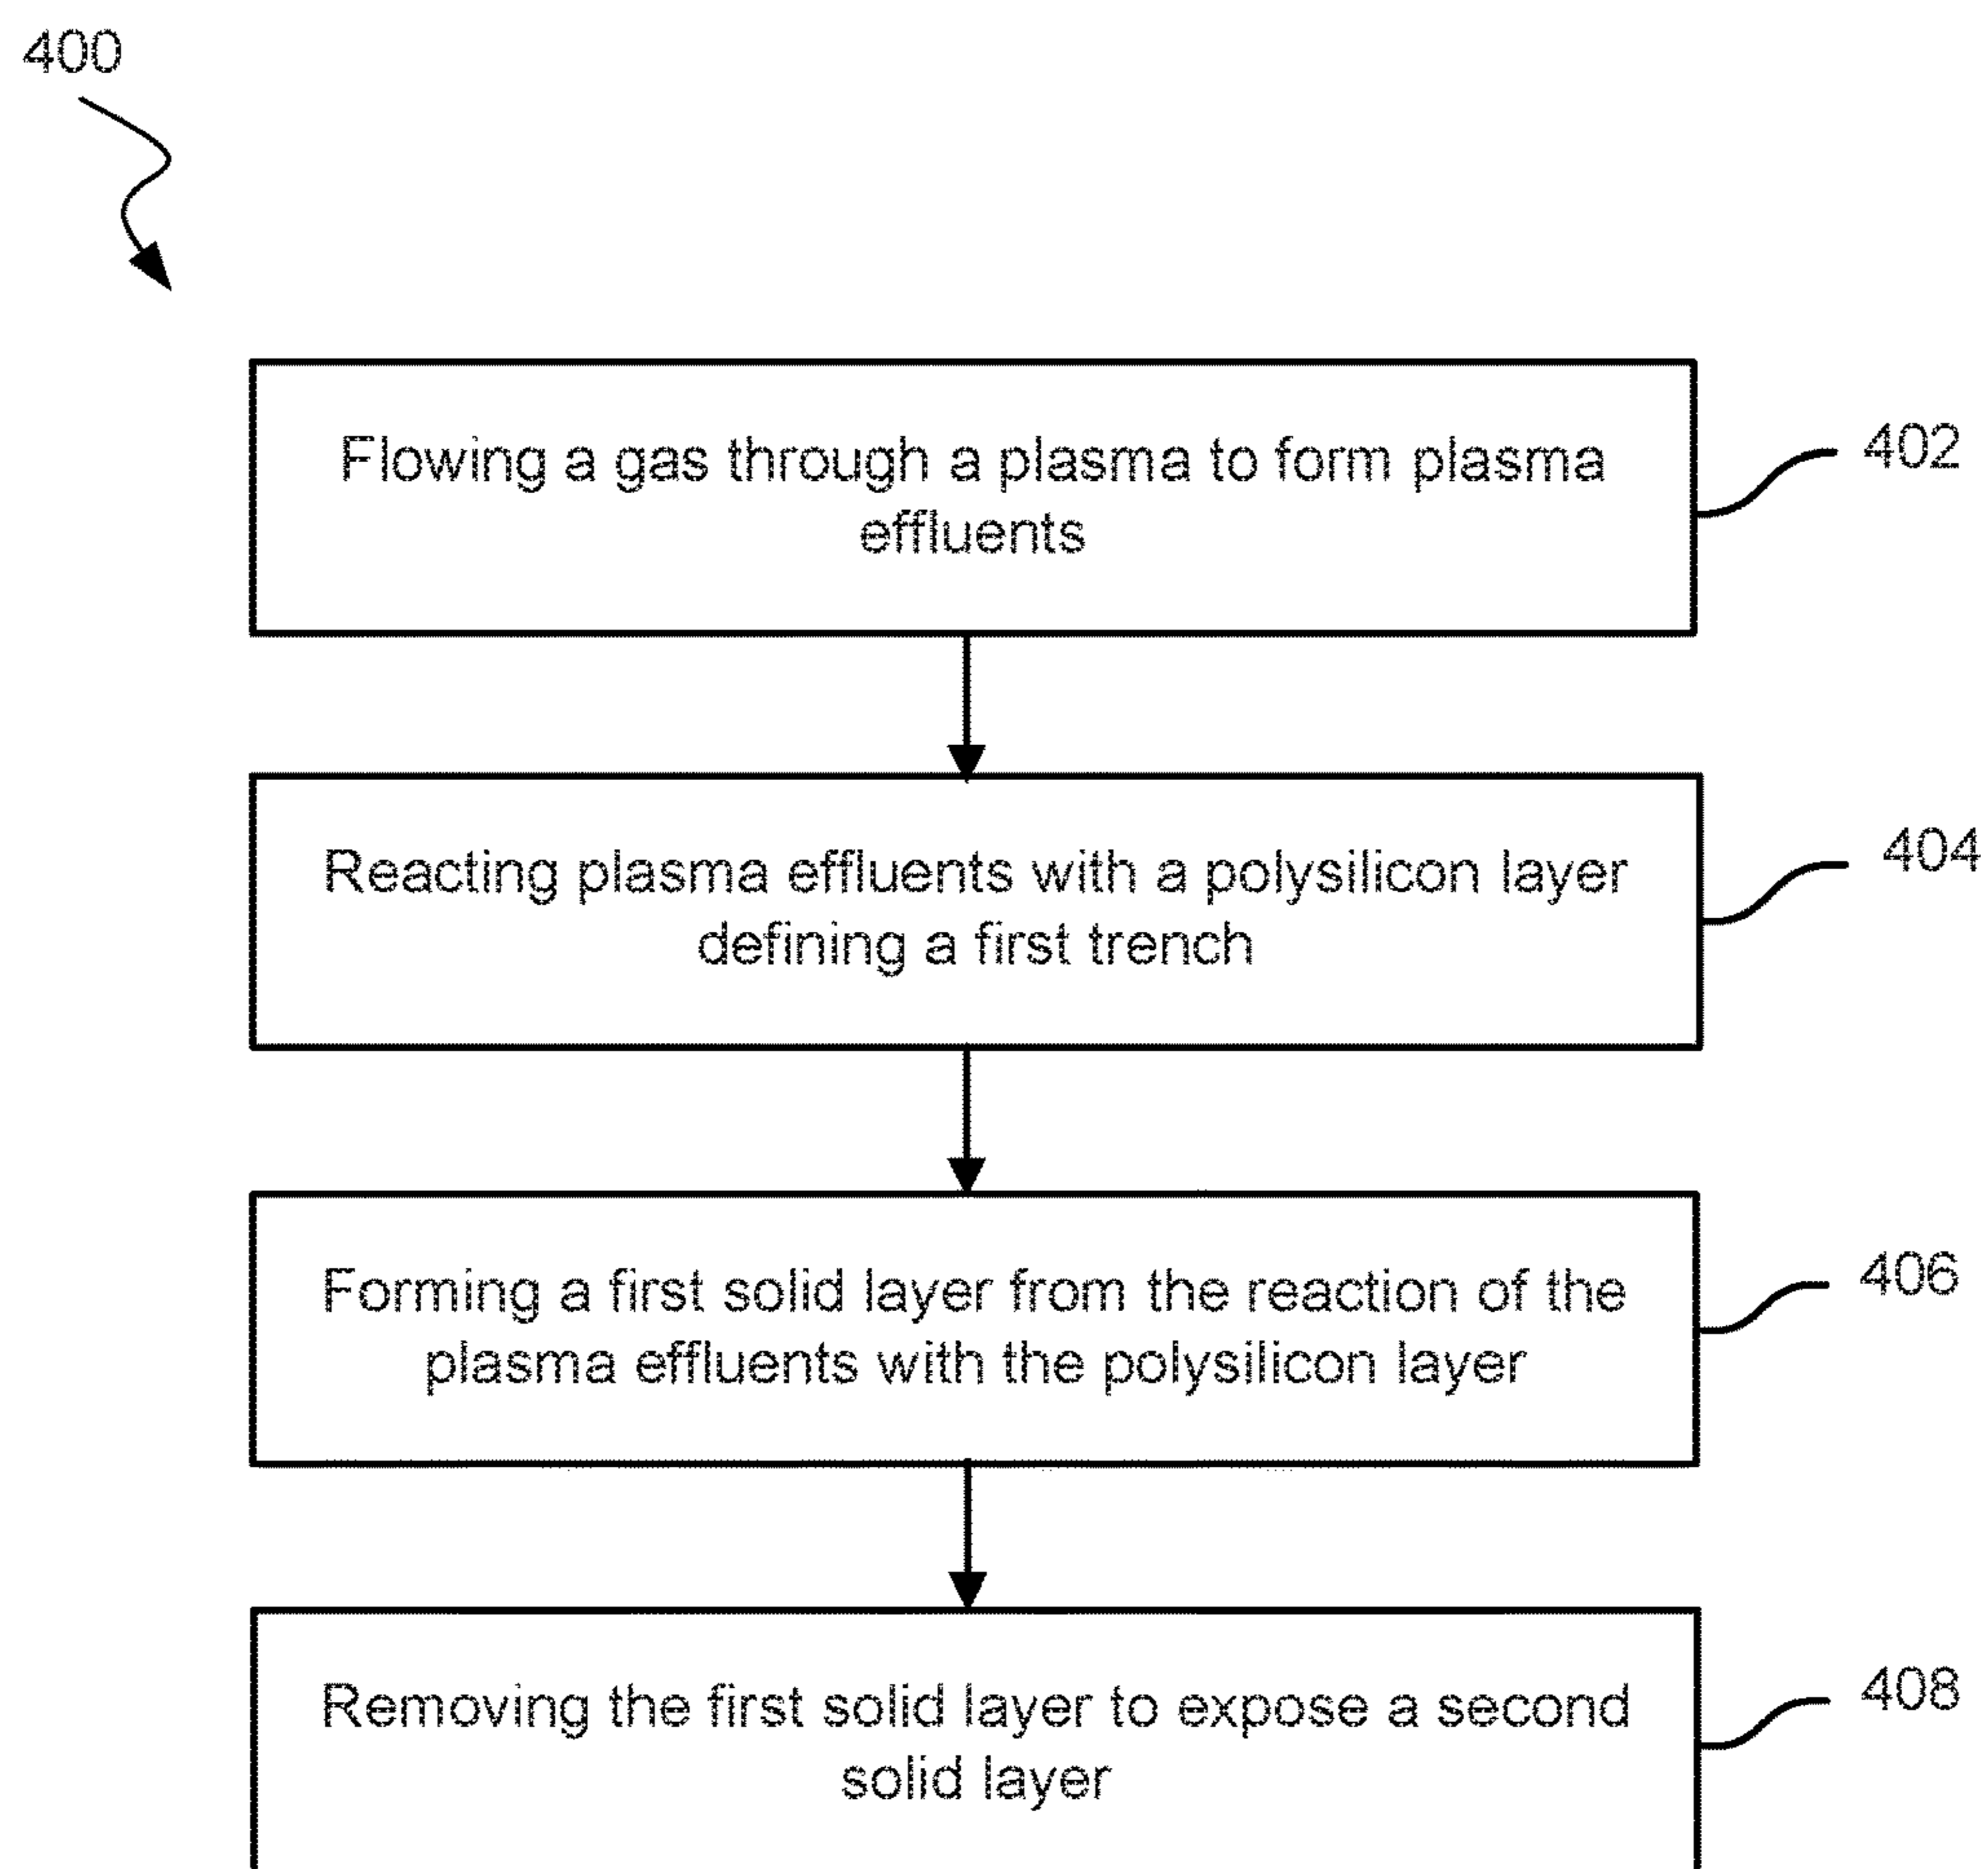 400
Flowing a gas through a plasma to form plasma
effluents
402
Reacting plasma effluents with a polysilicon layer
defining a first trench
404
Forming a first solid layer from the reaction of the
plasma effluents with the polysilicon layer
406
Removing the first solid layer to expose a second
solid layer
408